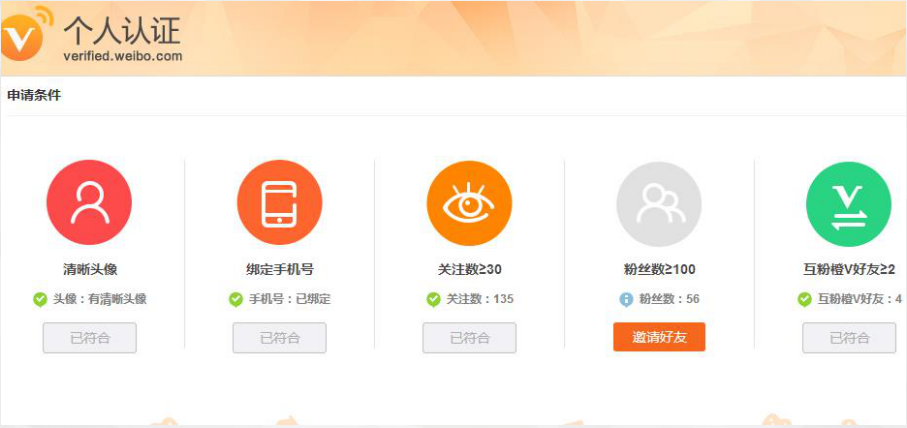 个人认证
verified.weibo.com
申请条件
清晰头像
头像：有清晰头像
已符合
绑定手机号
手机号：已绑定
已符合
关注数≥30
关注数：135
已符合
粉丝数≥100
粉丝数：56
邀请好友
互粉橙V好友≥2
互粉橙V好友：4
已符合